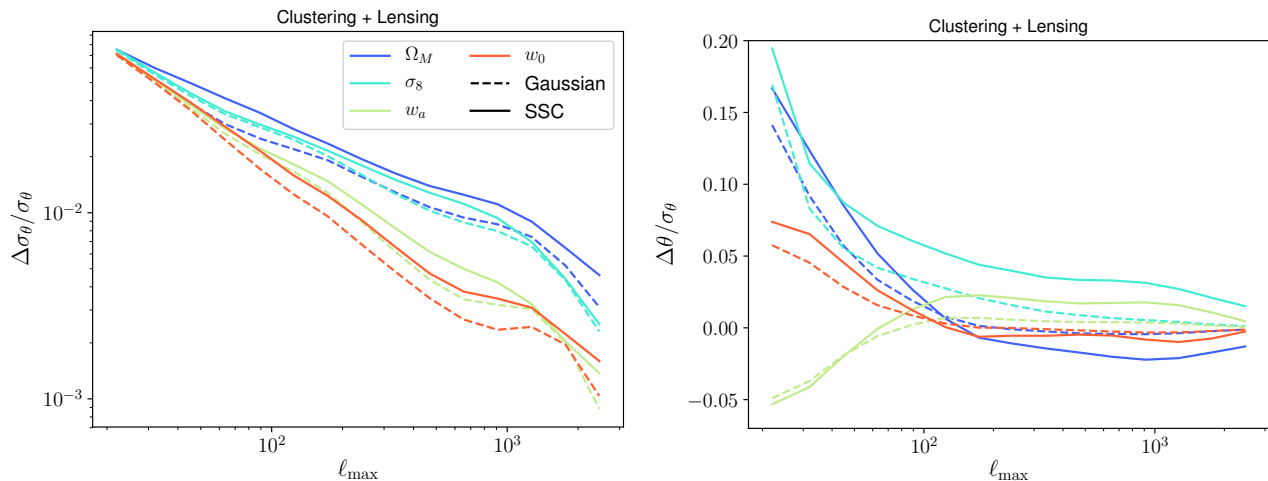 Clustering + Lensing
Ω_M
σ_8
w_a
w_0
Gaussian
SSC
10^{-2}
10^{-3}
Δσ_θ/σ_θ
10^2
10^3
ℓ_max
Clustering + Lensing
0.20
0.15
0.10
0.05
0.00
−0.05
Δθ/σ_θ
10^2
10^3
ℓ_max